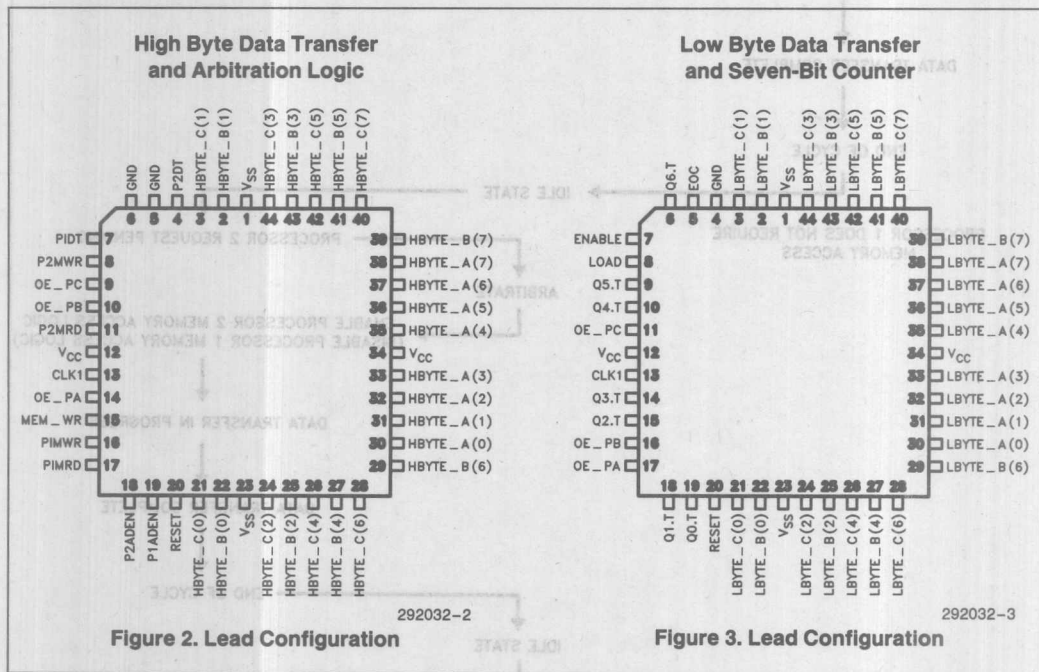 High Byte Data Transfer
and Arbitration Logic
GND
GND
P2DT
HBYTE_C(1)
HBYTE_B(1)
VSS
HBYTE_C(3)
HBYTE_B(3)
HBYTE_C(5)
HBYTE_B(5)
HBYTE_C(7)
6 5 4 3 2 1 44 43 42 41 40
PIDT 7
P2MWR 8
OE_PC 9
OE_PB 10
P2MRD 11
VCC 12
CLK1 13
OE_PA 14
MEM_WR 15
PIMWR 16
PIMRD 17
39 HBYTE_B(7)
38 HBYTE_A(7)
37 HBYTE_A(6)
36 HBYTE_A(5)
35 HBYTE_A(4)
34 VCC
33 HBYTE_A(3)
32 HBYTE_A(2)
31 HBYTE_A(1)
30 HBYTE_A(0)
29 HBYTE_B(6)
18 19 20 21 22 23 24 25 26 27 28
P2ADEN
P1ADEN
RESET
HBYTE_C(0)
HBYTE_B(0)
VSS
HBYTE_C(2)
HBYTE_B(2)
HBYTE_C(4)
HBYTE_B(4)
HBYTE_C(6)
292032-2
Figure 2. Lead Configuration
Low Byte Data Transfer
and Seven-Bit Counter
Q6.T
EOC
GND
LBYTE_C(1)
LBYTE_B(1)
VSS
LBYTE_C(3)
LBYTE_B(3)
LBYTE_C(5)
LBYTE_B(5)
LBYTE_C(7)
6 5 4 3 2 1 44 43 42 41 40
ENABLE 7
LOAD 8
Q5.T 9
Q4.T 10
OE_PC 11
VCC 12
CLK1 13
Q3.T 14
Q2.T 15
OE_PB 16
OE_PA 17
39 LBYTE_B(7)
38 LBYTE_A(7)
37 LBYTE_A(6)
36 LBYTE_A(5)
35 LBYTE_A(4)
34 VCC
33 LBYTE_A(3)
32 LBYTE_A(2)
31 LBYTE_A(1)
30 LBYTE_A(0)
29 LBYTE_B(6)
18 19 20 21 22 23 24 25 26 27 28
Q1.T
Q0.T
RESET
LBYTE_C(0)
LBYTE_B(0)
VSS
LBYTE_C(2)
LBYTE_B(2)
LBYTE_C(4)
LBYTE_B(4)
LBYTE_C(6)
292032-3
Figure 3. Lead Configuration